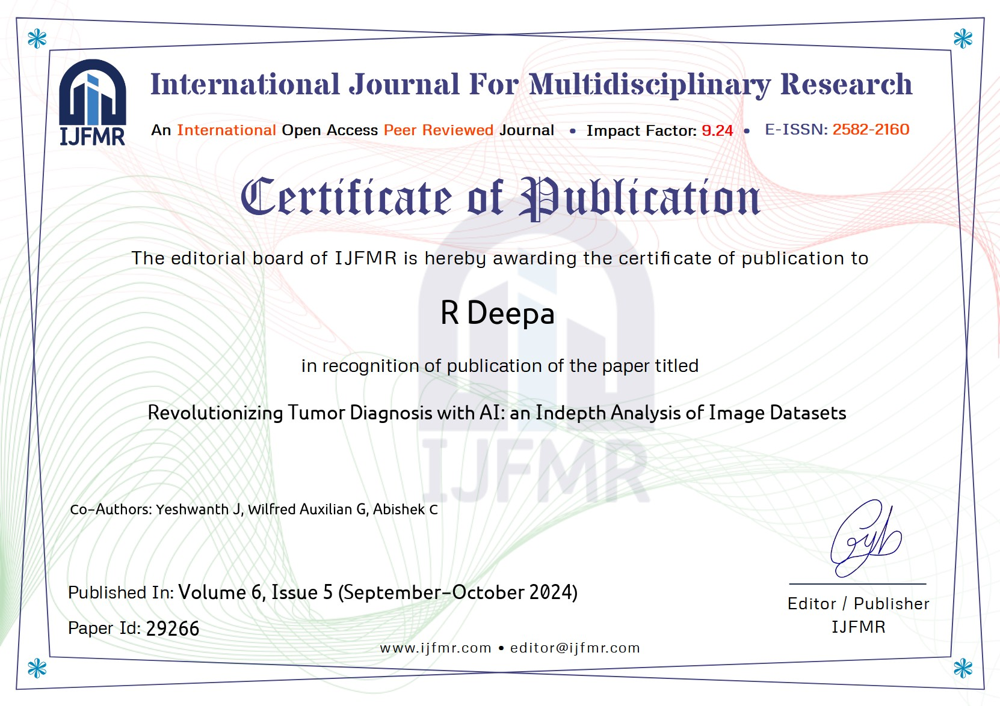 International Journal For Multidisciplinary Research
IJFMR
An International Open Access Peer Reviewed Journal • Impact Factor: 9.24 • E-ISSN: 2582-2160
Certificate of Publication
The editorial board of IJFMR is hereby awarding the certificate of publication to
R Deepa
in recognition of publication of the paper titled
Revolutionizing Tumor Diagnosis with AI: an Indepth Analysis of Image Datasets
IJFMR
Co-Authors: Yeshwanth J, Wilfred Auxilian G, Abishek C
Published In: Volume 6, Issue 5 (September-October 2024)
Paper Id: 29266
Editor / Publisher
IJFMR
www.ijfmr.com • editor@ijfmr.com